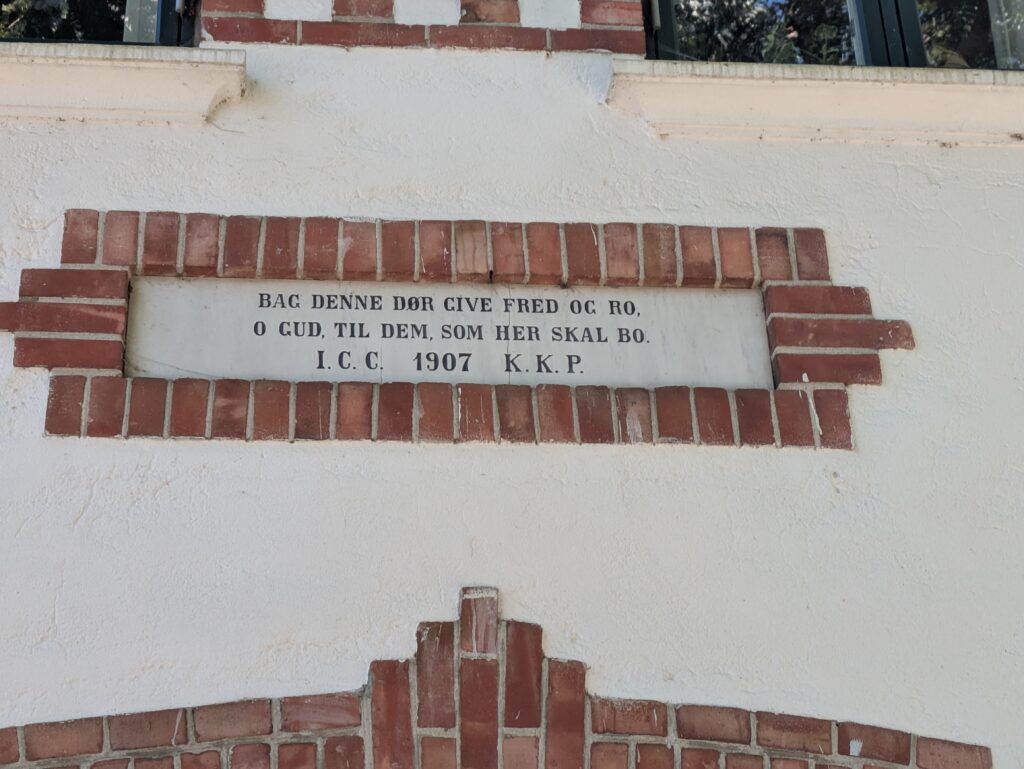 BAG DENNE DØR GIVE FRED OG RO,
O GUD, TIL DEM, SOM HER SKAL BO.
I. C. C. 1907 K. K. P.